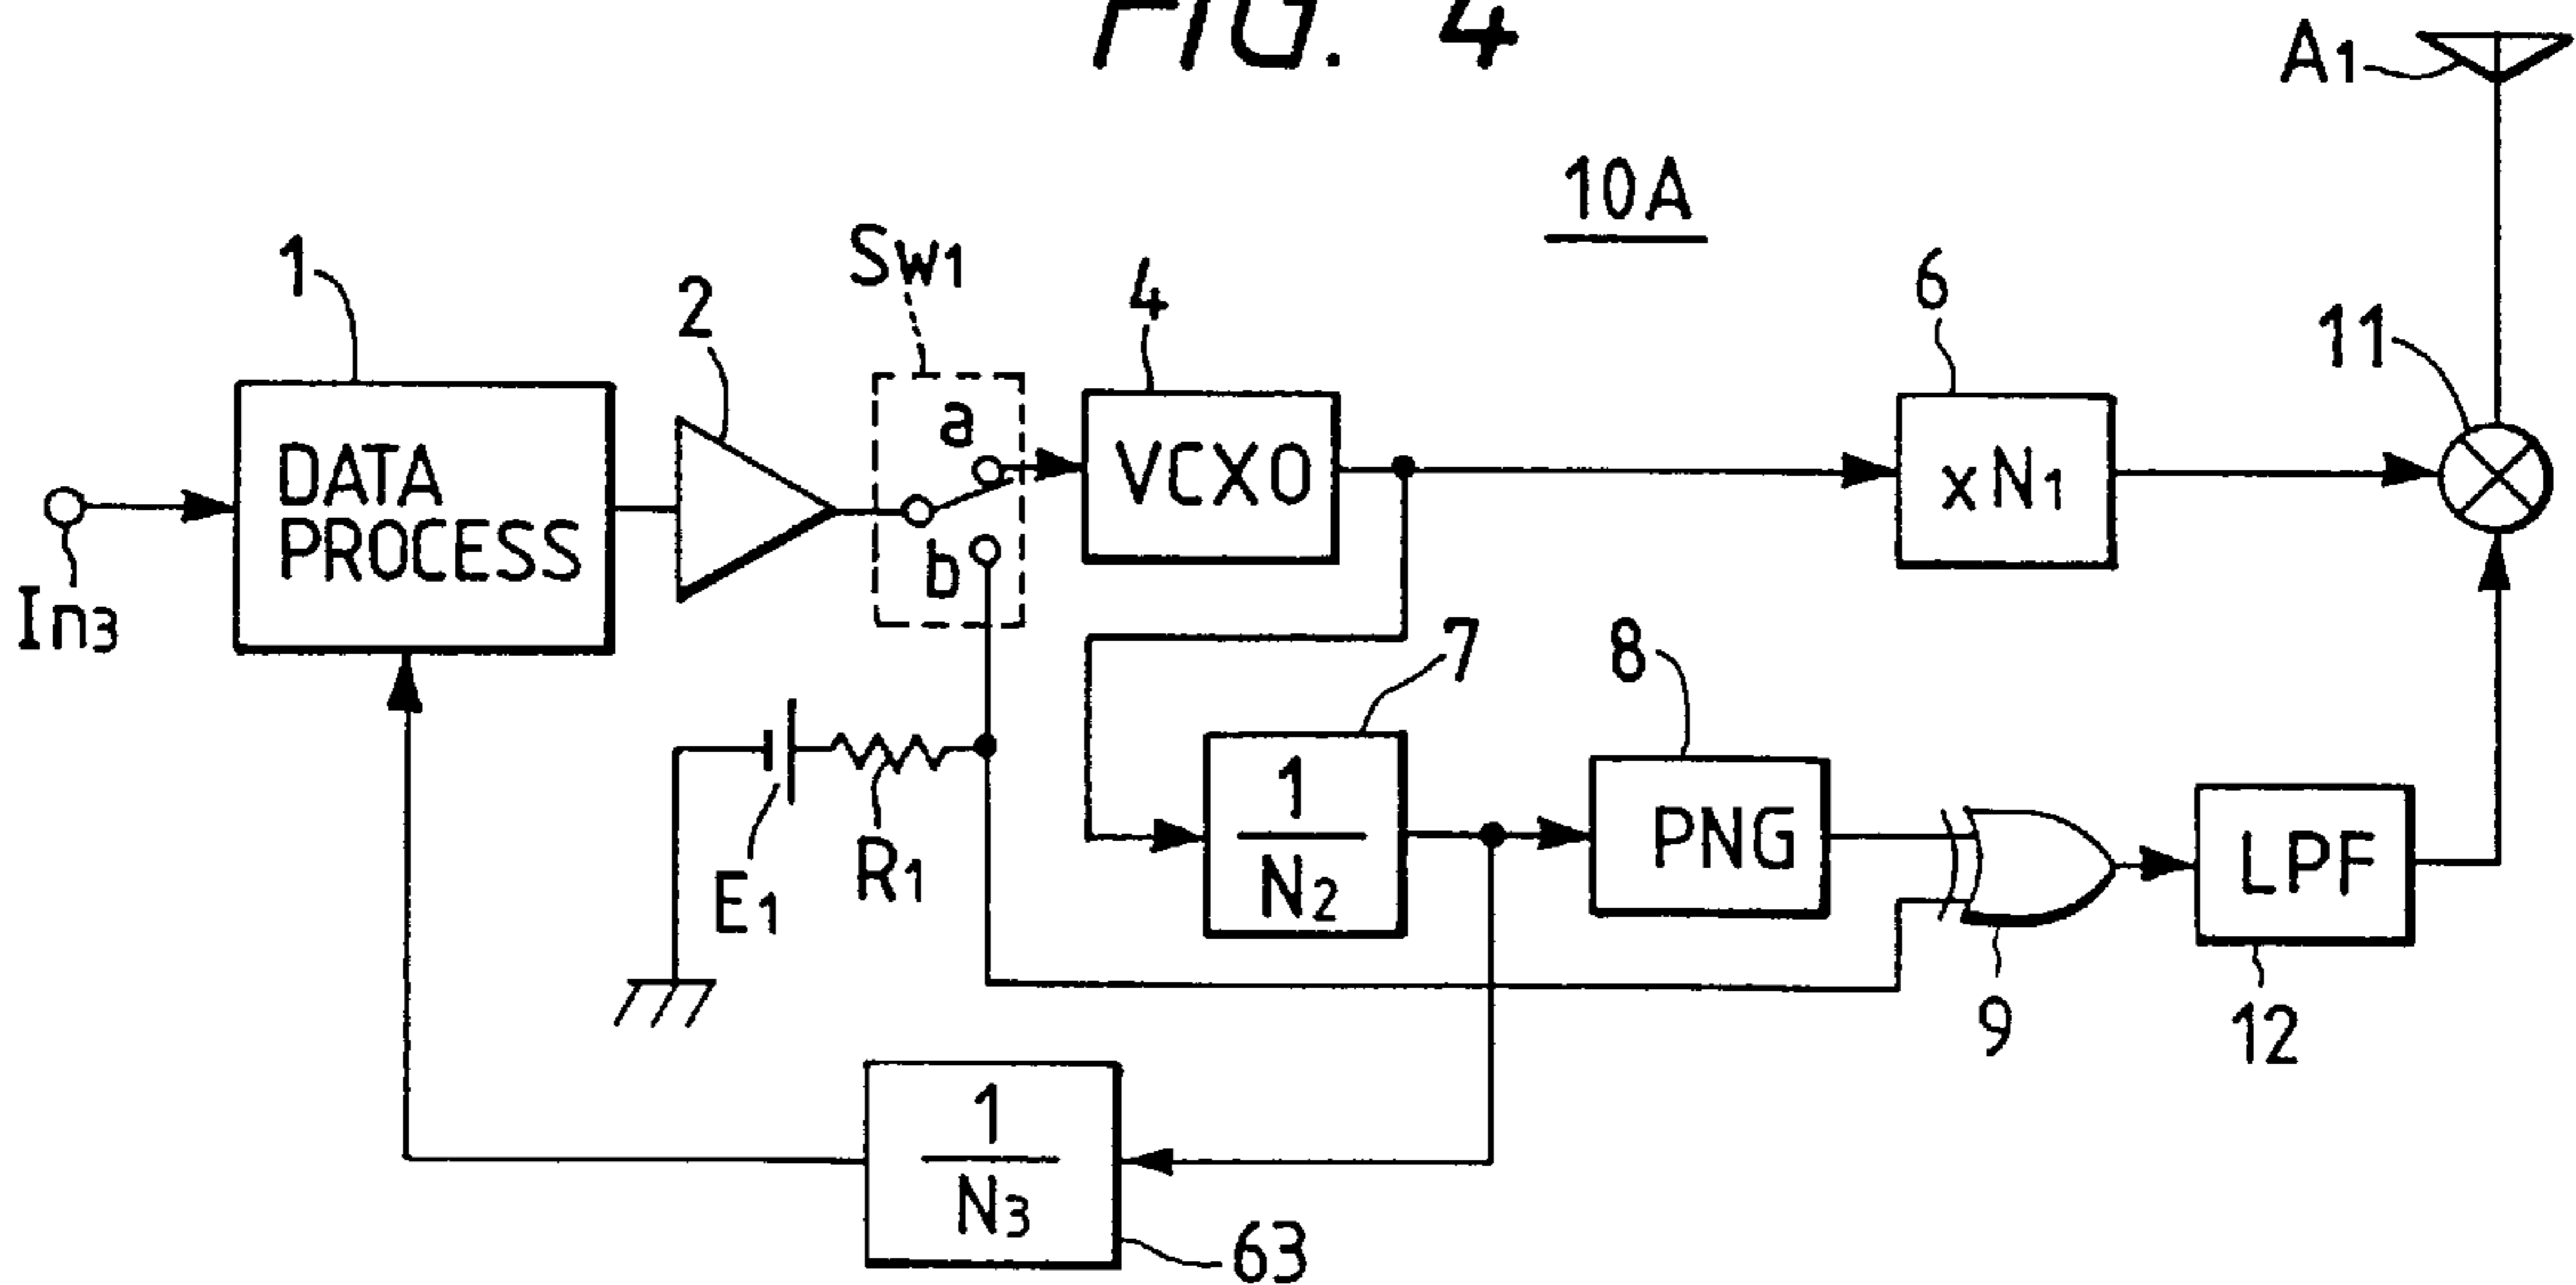 FIG. 4
A1
10A
1
2
Sw1
4
6
11
a
b
DATA
PROCESS
VCXO
xN1
In3
7
8
1
N2
PNG
LPF
E1
R1
9
12
1
N3
63